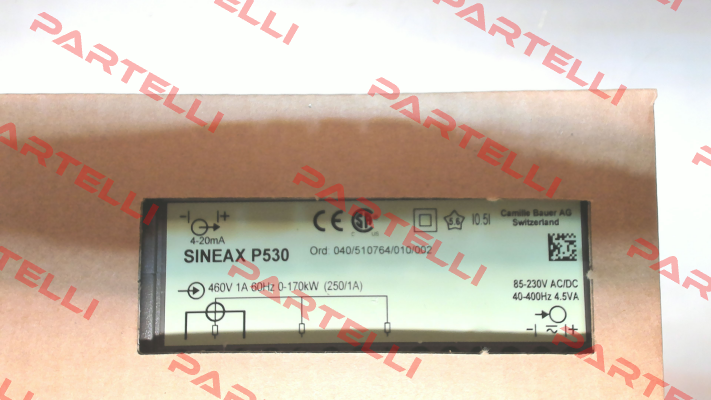 PARTELLI
PARTELLI
PARTELLI
PARTELLI
PARTELLI
PARTELLI
PARTELLI
PARTELLI
PARTELLI
4-20mA
SINEAX P530
CE
Ord: 040/510764/010/002
Camille Bauer AG
Switzerland
460V 1A 60Hz 0-170kW (250/1A)
85-230V AC/DC
40-400Hz 4.5VA